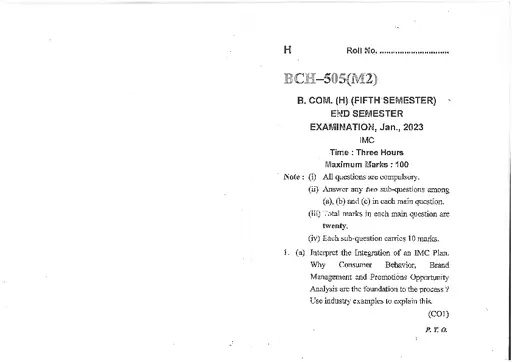 H Roll No. ..............................
BCH–505(M2)
B. COM. (H) (FIFTH SEMESTER)
END SEMESTER
EXAMINATION, Jan., 2023
IMC
Time : Three Hours
Maximum Marks : 100
Note : (i) All questions are compulsory.
(ii) Answer any two sub-questions among
(a), (b) and (c) in each main question.
(iii) Total marks in each main question are
twenty.
(iv) Each sub-question carries 10 marks.
1. (a) Interpret the Integration of an IMC Plan.
Why Consumer Behavior, Brand
Management and Promotions Opportunity
Analysis are the foundation to the process ?
Use industry examples to explain this.
(CO1)
P. T. O.